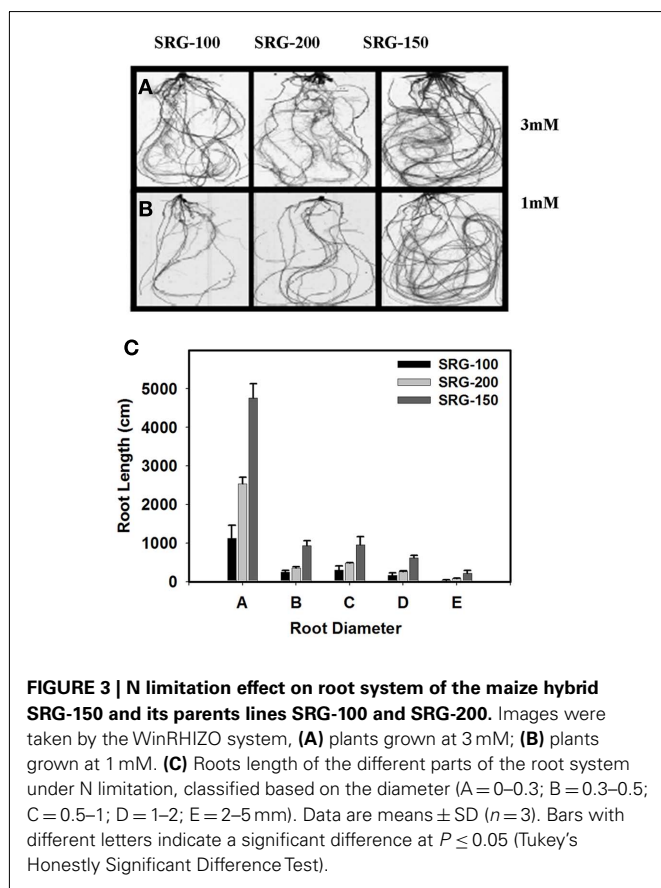 SRG-100 SRG-200 SRG-150
A
3mM
B
1mM
C
SRG-100
SRG-200
SRG-150
Root Length (cm)
5000
4000
3000
2000
1000
0
A B C D E
Root Diameter
FIGURE 3 | N limitation effect on root system of the maize hybrid
SRG-150 and its parents lines SRG-100 and SRG-200. Images were
taken by the WinRHIZO system, (A) plants grown at 3 mM; (B) plants
grown at 1 mM. (C) Roots length of the different parts of the root system
under N limitation, classified based on the diameter (A = 0–0.3; B = 0.3–0.5;
C = 0.5–1; D = 1–2; E = 2–5 mm). Data are means ± SD (n = 3). Bars with
different letters indicate a significant difference at P ≤ 0.05 (Tukey's
Honestly Significant Difference Test).